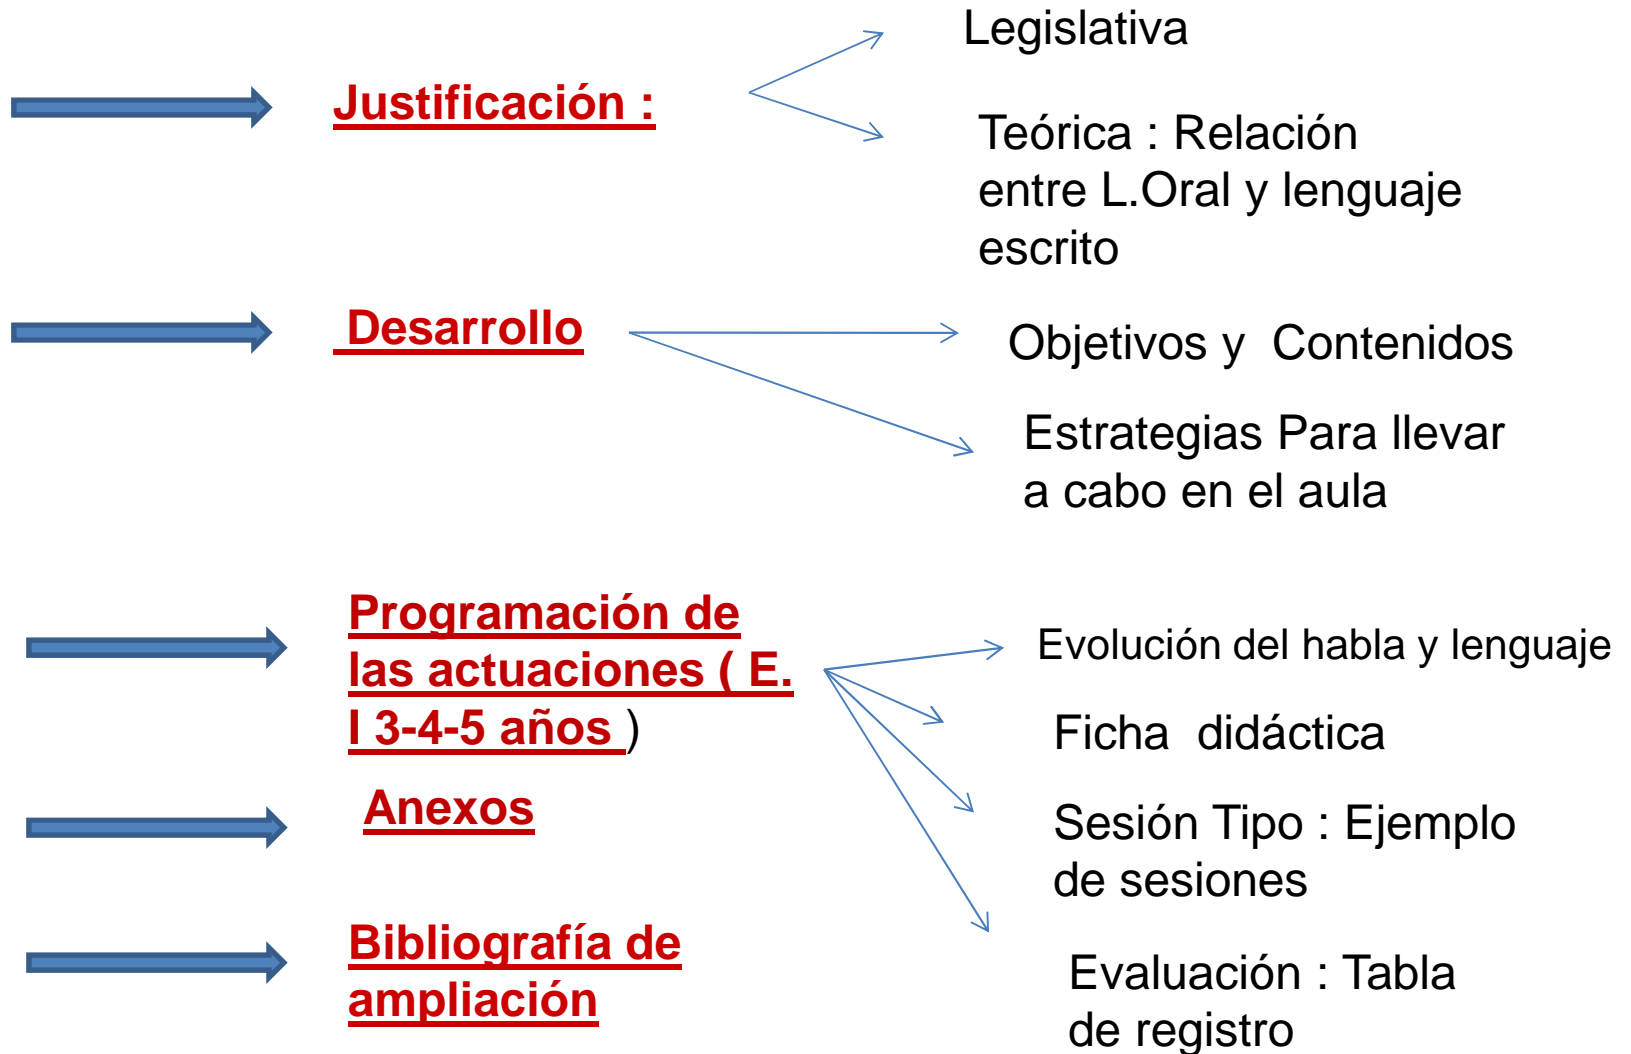 Justificación :
Legislativa
Teórica : Relación
entre L.Oral y lenguaje
escrito
Desarrollo
Objetivos y Contenidos
Estrategias Para llevar
a cabo en el aula
Programación de
las actuaciones ( E.
I 3-4-5 años )
Evolución del habla y lenguaje
Ficha didáctica
Sesión Tipo : Ejemplo
de sesiones
Evaluación : Tabla
de registro
Anexos
Bibliografía de
ampliación